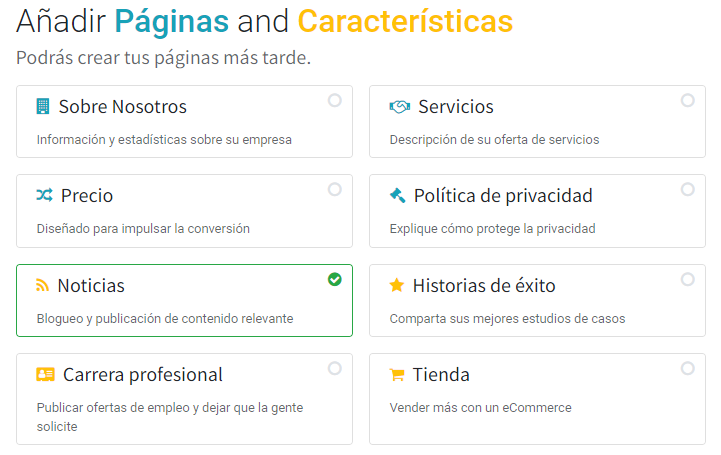 Añadir Páginas and Características
Podrás crear tus páginas más tarde.
Sobre Nosotros
Información y estadísticas sobre su empresa
Servicios
Descripción de su oferta de servicios
Precio
Diseñado para impulsar la conversión
Política de privacidad
Explique cómo protege la privacidad
Noticias
Blogueo y publicación de contenido relevante
Historias de éxito
Comparta sus mejores estudios de casos
Carrera profesional
Publicar ofertas de empleo y dejar que la gente
solicite
Tienda
Vender más con un eCommerce